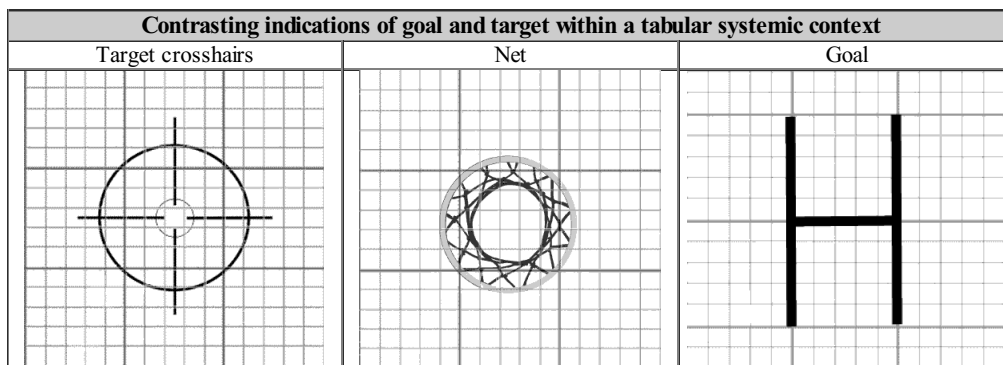 Contrasting indications of goal and target within a tabular systemic context
Target crosshairs
Net
Goal